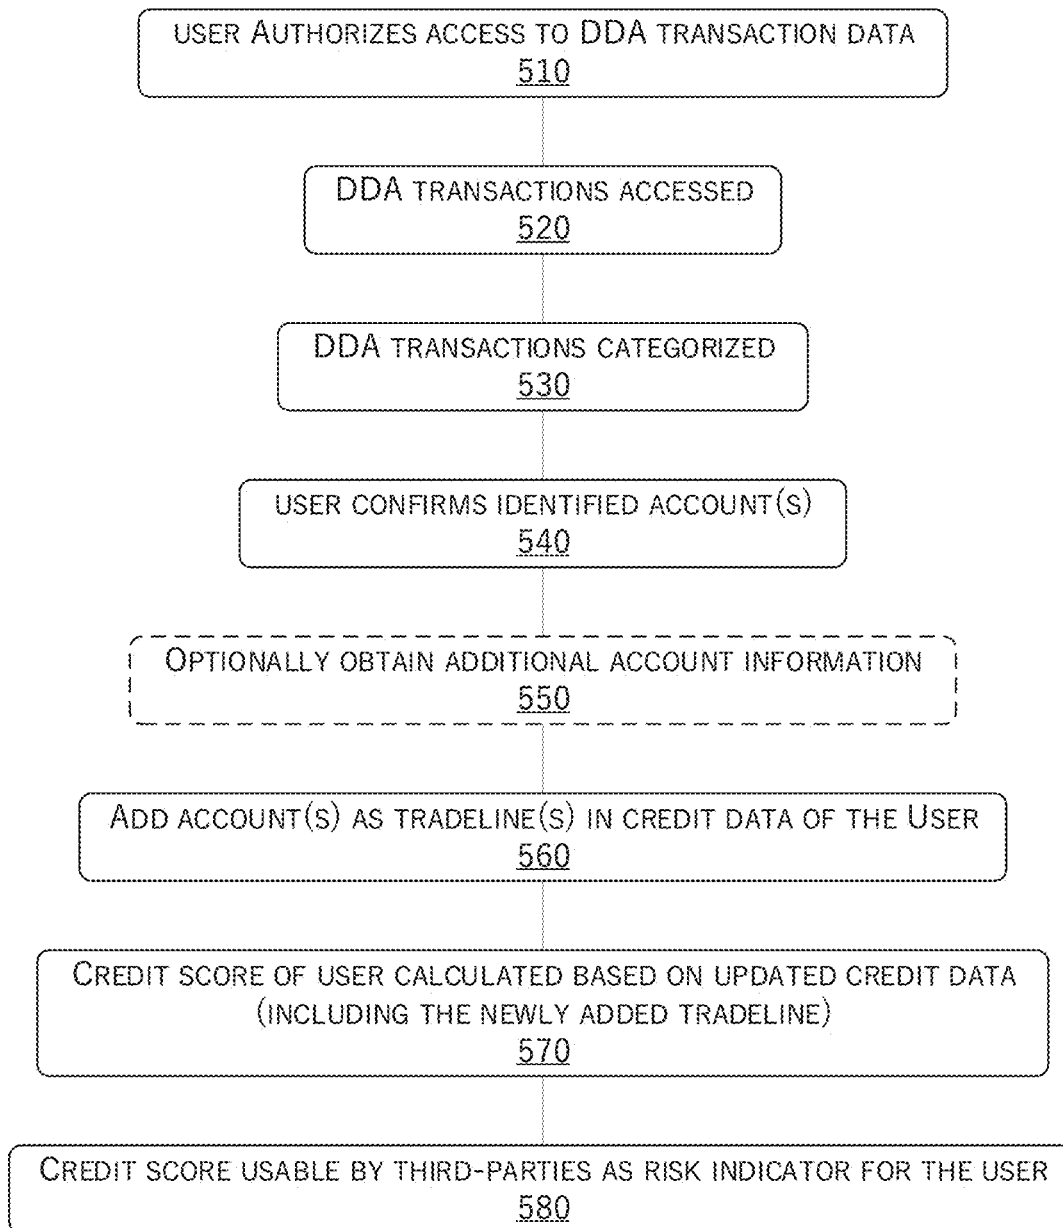 USER AUTHORIZES ACCESS TO DDA TRANSACTION DATA
510
DDA TRANSACTIONS ACCESSED
520
DDA TRANSACTIONS CATEGORIZED
530
USER CONFIRMS IDENTIFIED ACCOUNT(S)
540
OPTIONALLY OBTAIN ADDITIONAL ACCOUNT INFORMATION
550
ADD ACCOUNT(S) AS TRADELINE(S) IN CREDIT DATA OF THE USER
560
CREDIT SCORE OF USER CALCULATED BASED ON UPDATED CREDIT DATA
(INCLUDING THE NEWLY ADDED TRADELINE)
570
CREDIT SCORE USABLE BY THIRD-PARTIES AS RISK INDICATOR FOR THE USER
580